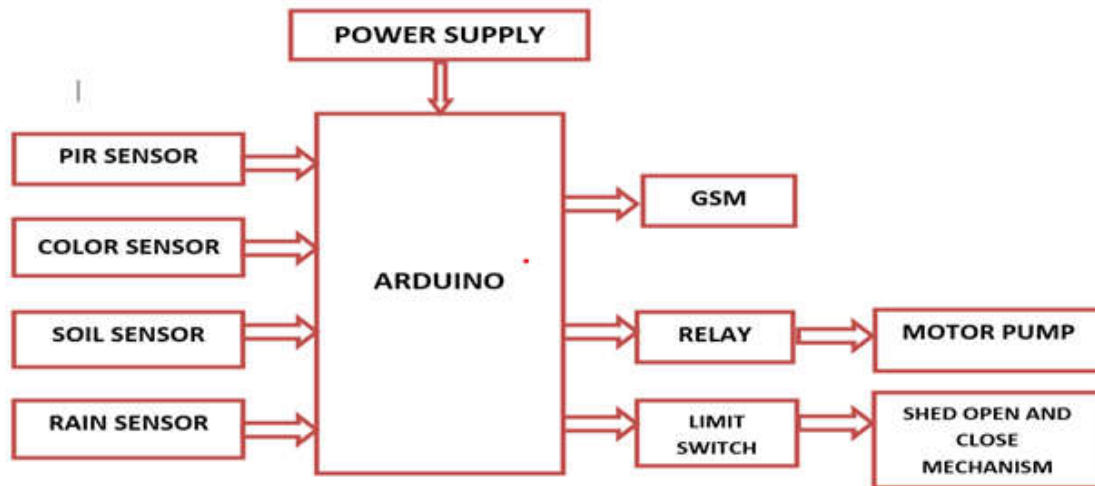 POWER SUPPLY
PIR SENSOR
COLOR SENSOR
SOIL SENSOR
RAIN SENSOR
ARDUINO
GSM
RELAY
MOTOR PUMP
LIMIT
SWITCH
SHED OPEN AND
CLOSE
MECHANISM